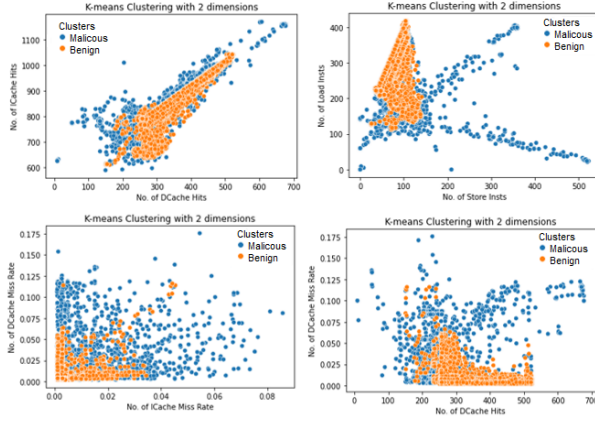 K-means Clustering with 2 dimensions
Clusters
Malicous
Benign
No. of ICache Hits
1100
1000
900
800
700
600
0
100
200
300
400
500
600
700
No. of DCache Hits
K-means Clustering with 2 dimensions
Clusters
Malicous
Benign
No. of Load Insts
400
300
200
100
0
0
100
200
300
400
500
No. of Store Insts
K-means Clustering with 2 dimensions
Clusters
Malicous
Benign
No. of DCache Miss Rate
0.175
0.150
0.125
0.100
0.075
0.050
0.025
0.000
0.00
0.02
0.04
0.06
0.08
No. of ICache Miss Rate
K-means Clustering with 2 dimensions
Clusters
Malicous
Benign
No. of DCache Miss Rate
0.175
0.150
0.125
0.100
0.075
0.050
0.025
0.000
0
100
200
300
400
500
600
700
No. of DCache Hits